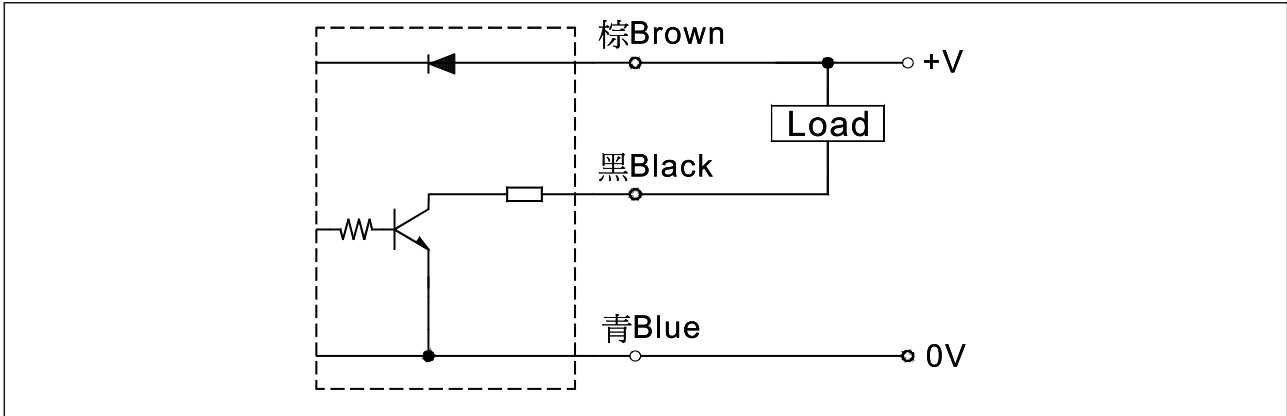 棕Brown
+V
Load
黑Black
青Blue
0V